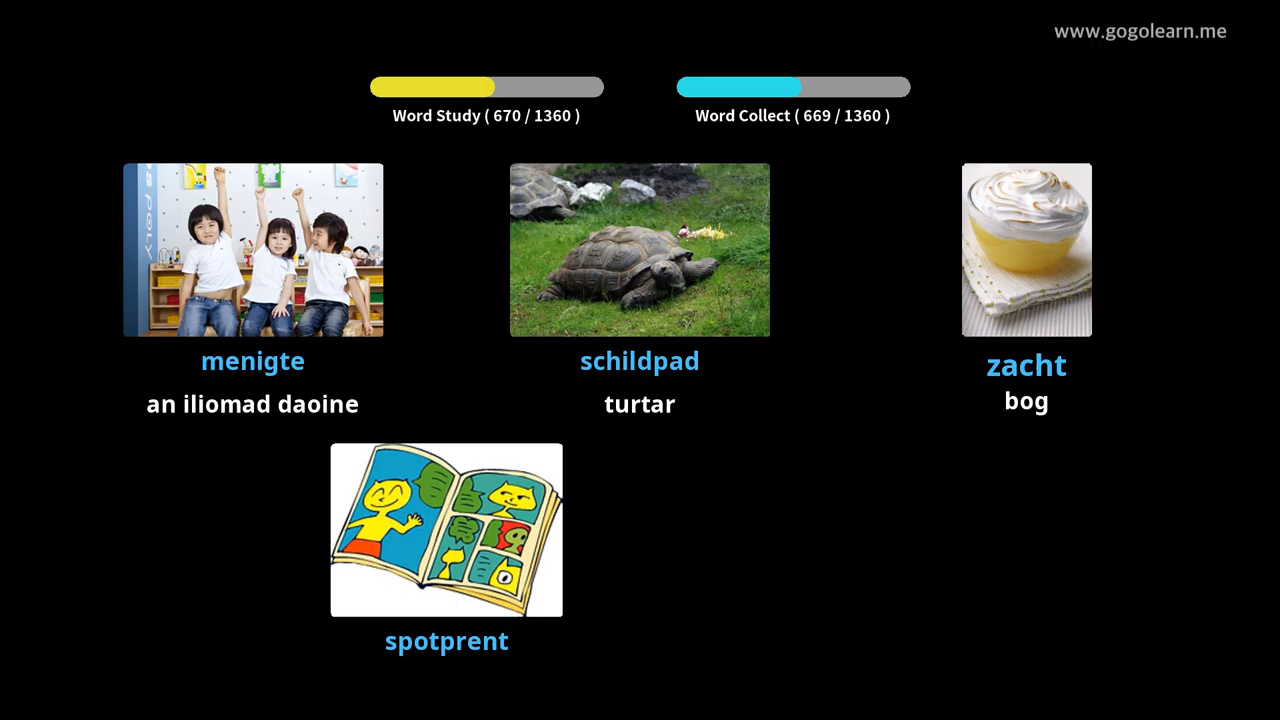 www.gogolearn.me
Word Study ( 670 / 1360 )
Word Collect ( 669 / 1360 )
menigte
schildpad
zacht
an iliomad daoine
turtar
bog
spotprent